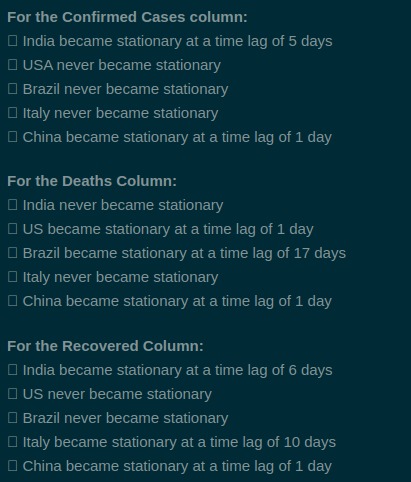 For the Confirmed Cases column:
 India became stationary at a time lag of 5 days
 USA never became stationary
 Brazil never became stationary
 Italy never became stationary
 China became stationary at a time lag of 1 day
For the Deaths Column:
 India never became stationary
 US became stationary at a time lag of 1 day
 Brazil became stationary at a time lag of 17 days
 Italy never became stationary
 China became stationary at a time lag of 1 day
For the Recovered Column:
 India became stationary at a time lag of 6 days
 US never became stationary
 Brazil never became stationary
 Italy became stationary at a time lag of 10 days
 China became stationary at a time lag of 1 day